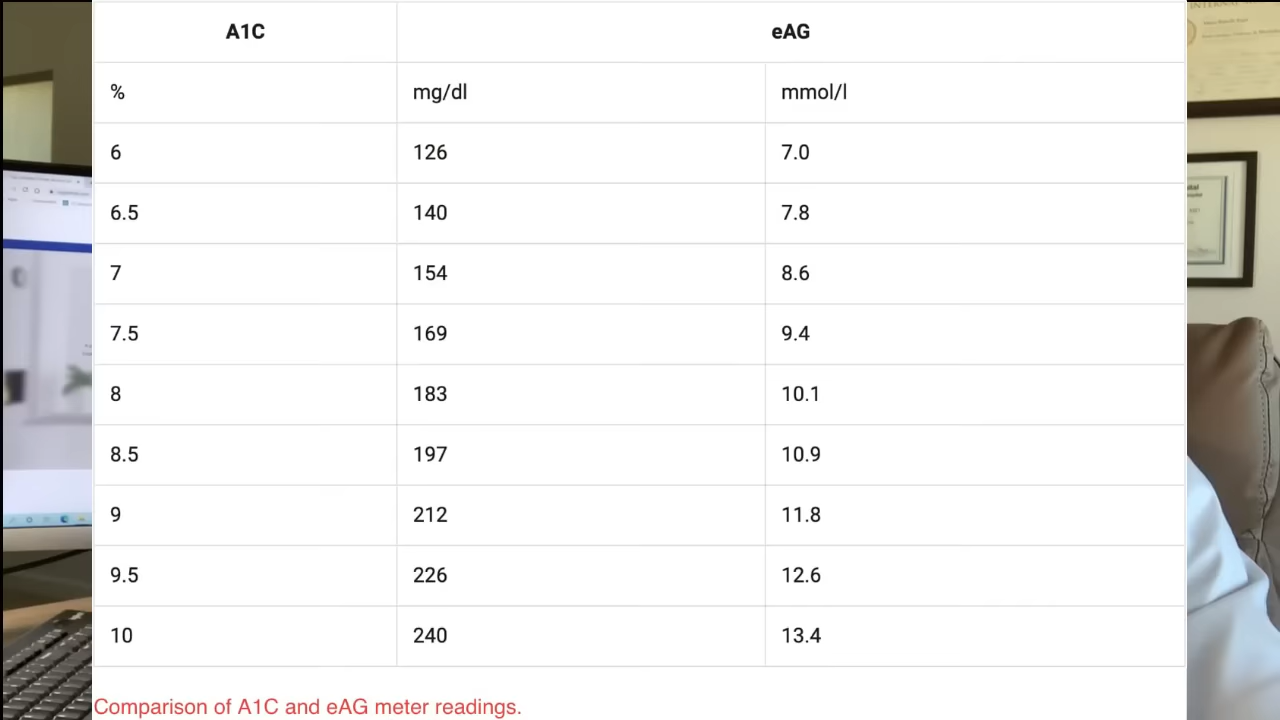 A1C eAG
% mg/dl mmol/l
6 126 7.0
6.5 140 7.8
7 154 8.6
7.5 169 9.4
8 183 10.1
8.5 197 10.9
9 212 11.8
9.5 226 12.6
10 240 13.4
Comparison of A1C and eAG meter readings.